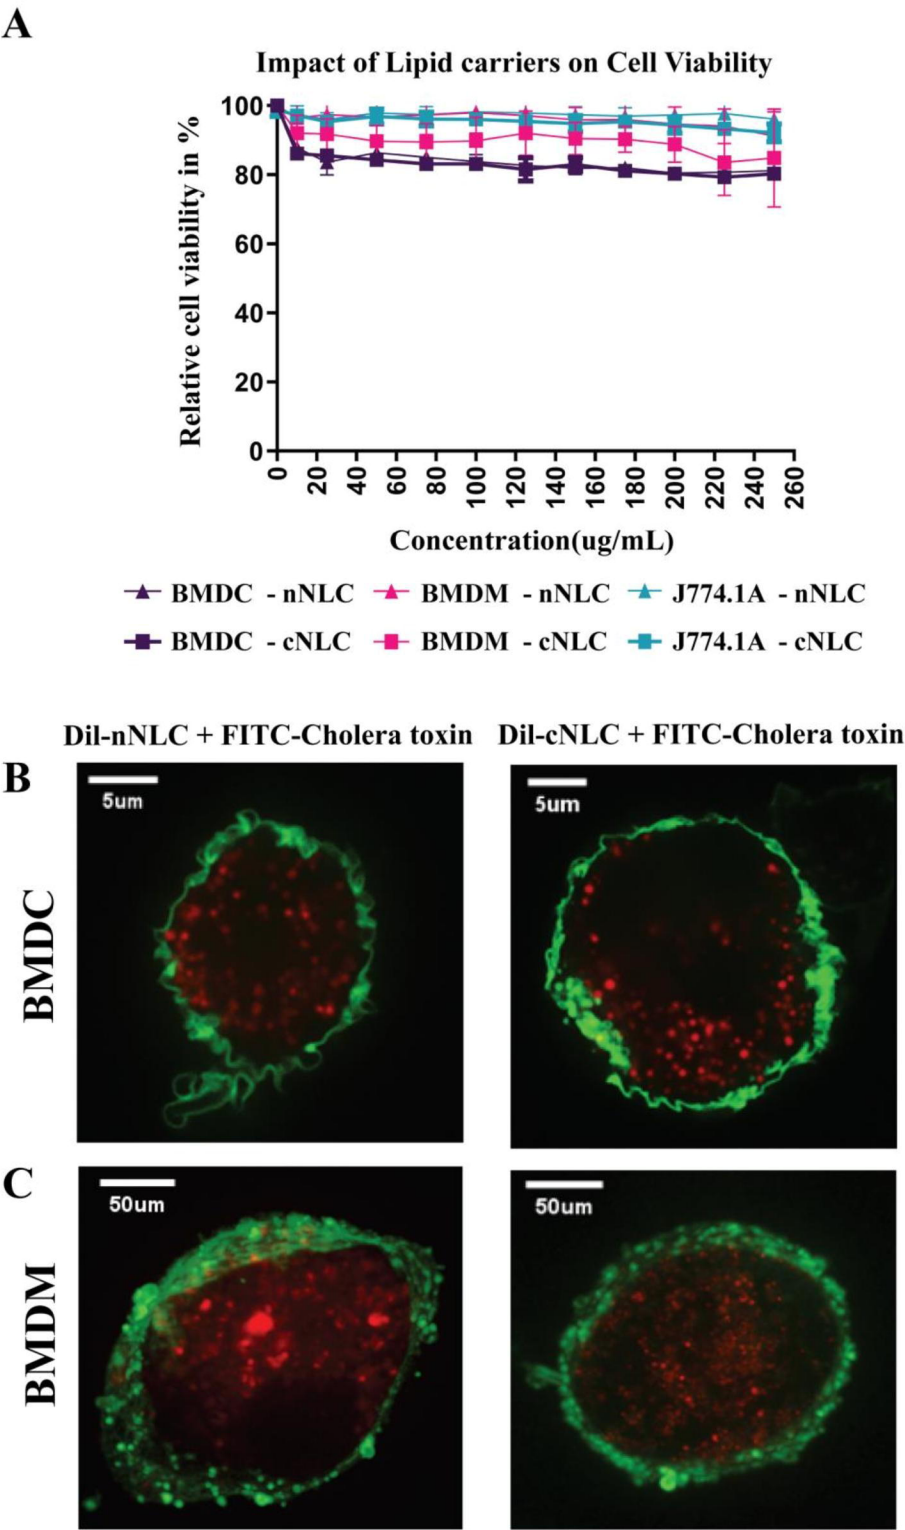 A
Impact of Lipid carriers on Cell Viability
Relative cell viability in %
100
80
60
40
20
0
0 20 40 60 80 100 120 140 160 180 200 220 240 260
Concentration(ug/mL)
BMDC - nNLC BMDM - nNLC J774.1A - nNLC
BMDC - cNLC BMDM - cNLC J774.1A - cNLC
Dil-nNLC + FITC-Cholera toxin Dil-cNLC + FITC-Cholera toxin
B
5um 5um
BMDC
C
50um 50um
BMDM